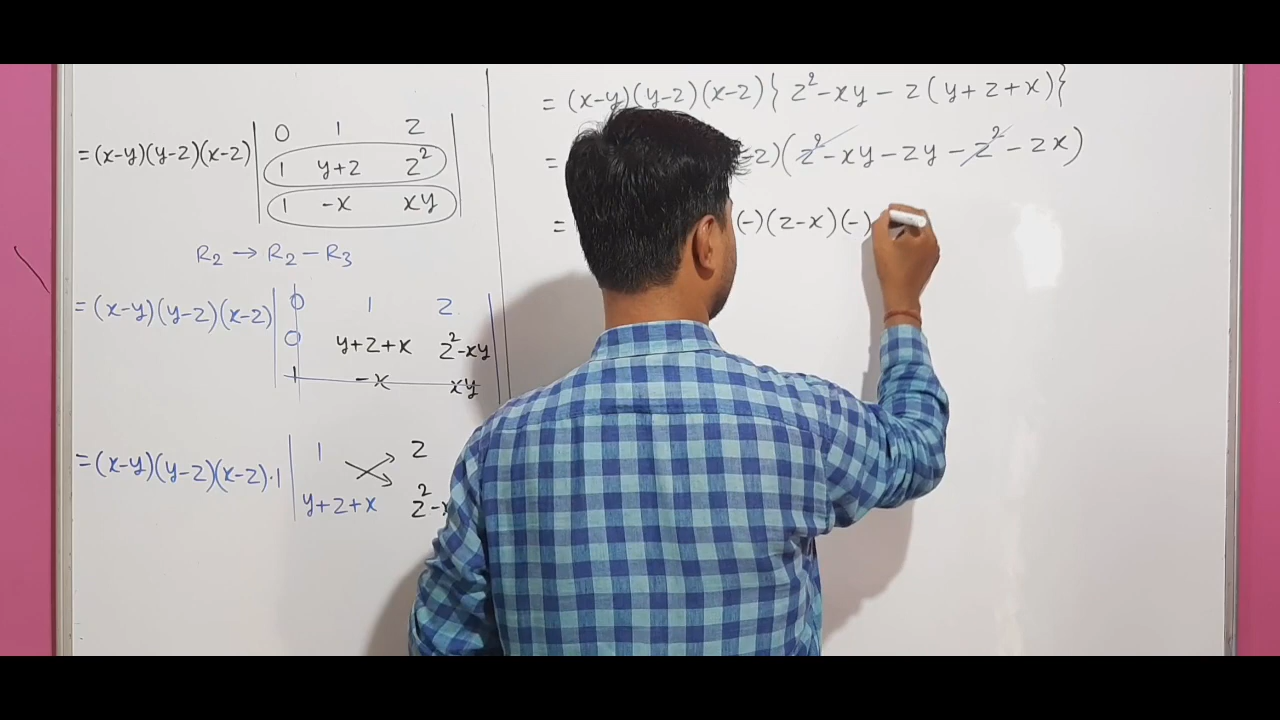 =(x-y)(y-z)(x-z) | 0 1 z |
| 1 y+z z² |
| 1 -x xy |
R₂ → R₂ - R₃
=(x-y)(y-z)(x-z) | 0 1 z |
| 0 y+z+x z²-xy |
| 1 -x xy |
=(x-y)(y-z)(x-z)·1 | 1 z
| y+z+x z²-
= (x-y)(y-z)(x-z){ z²-xy - z(y+z+x)}
= -z)(z²-xy-zy-z²-zx)
= (-)(z-x)(-)